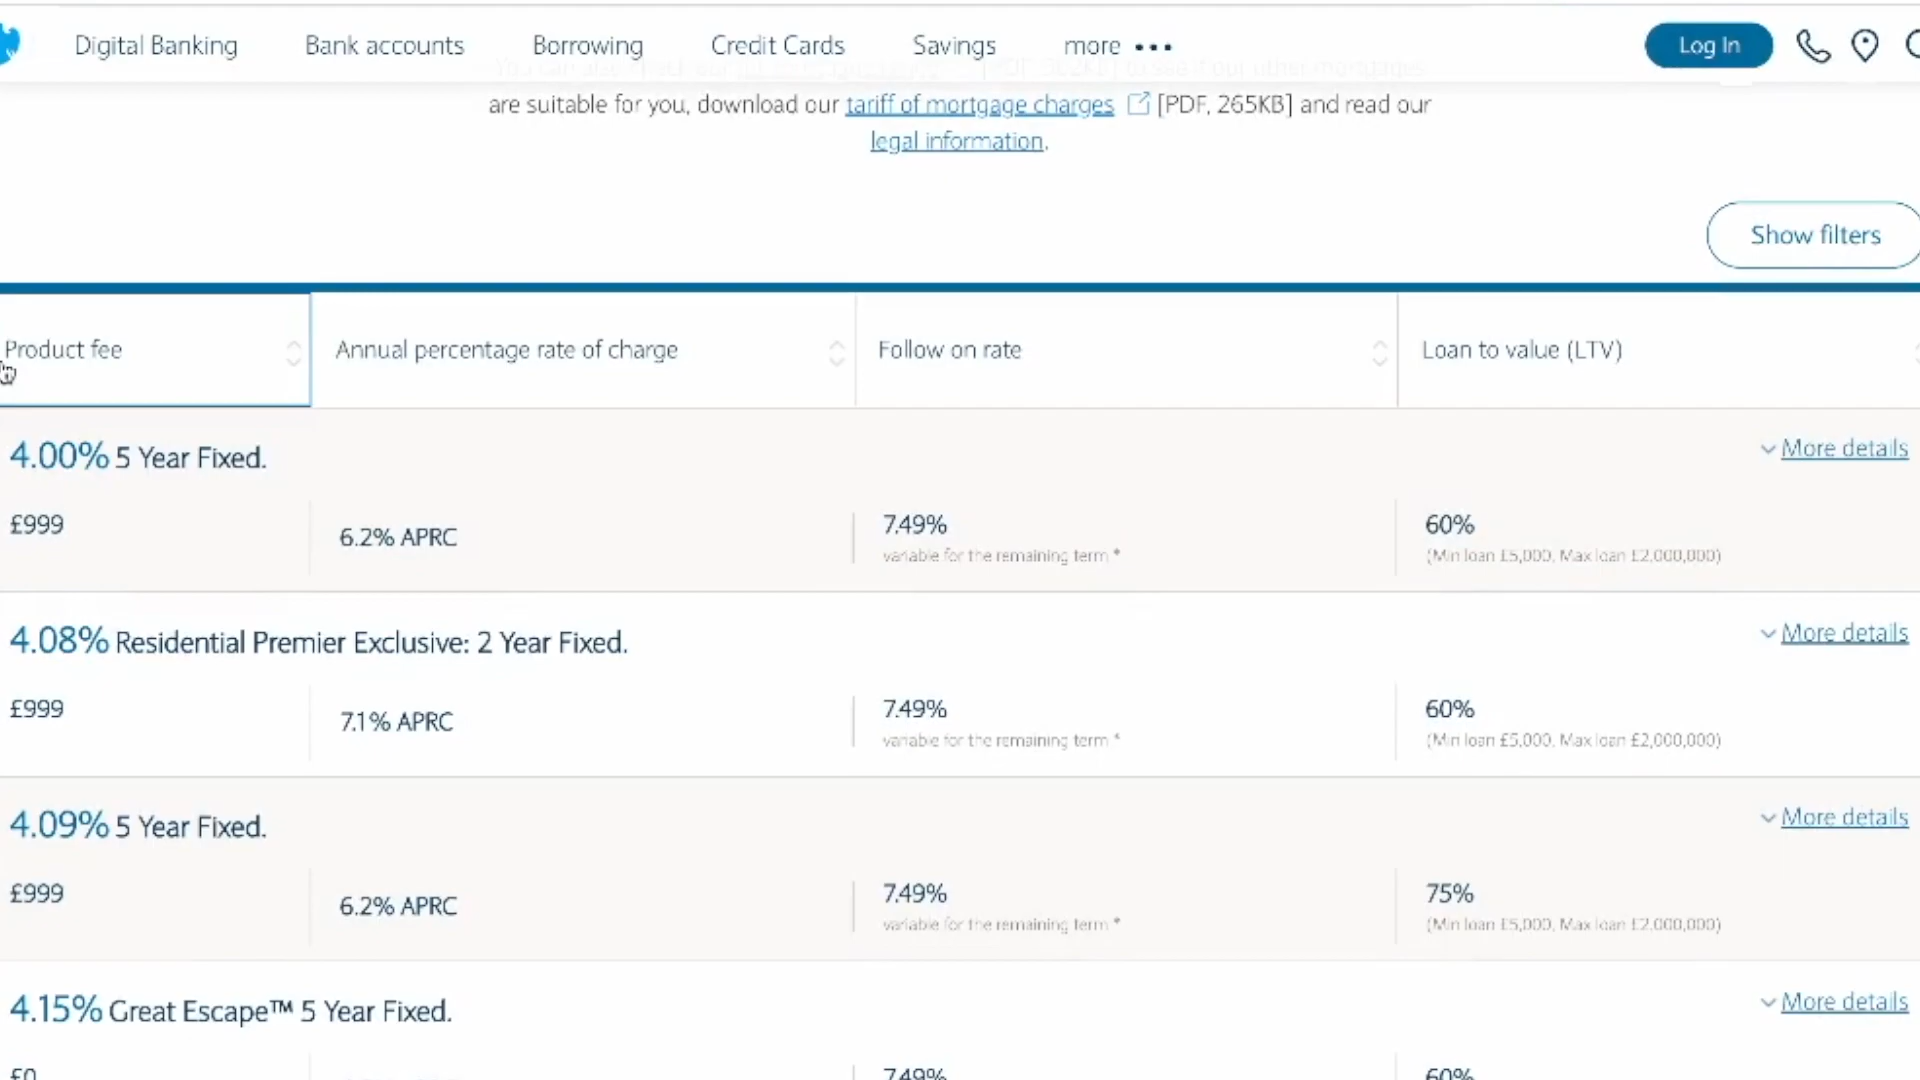 Digital Banking Bank accounts Borrowing Credit Cards Savings more ••• Log In
are suitable for you, download our tariff of mortgage charges [PDF, 265KB] and read our
legal information.
Show filters
Product fee Annual percentage rate of charge Follow on rate Loan to value (LTV)
4.00% 5 Year Fixed. More details
£999 6.2% APRC 7.49% 60%
variable for the remaining term * (Min loan £5,000, Max loan £2,000,000)
4.08% Residential Premier Exclusive: 2 Year Fixed. More details
£999 7.1% APRC 7.49% 60%
variable for the remaining term * (Min loan £5,000, Max loan £2,000,000)
4.09% 5 Year Fixed. More details
£999 6.2% APRC 7.49% 75%
variable for the remaining term * (Min loan £5,000, Max loan £2,000,000)
4.15% Great Escape™ 5 Year Fixed. More details
£0 7.49% 60%